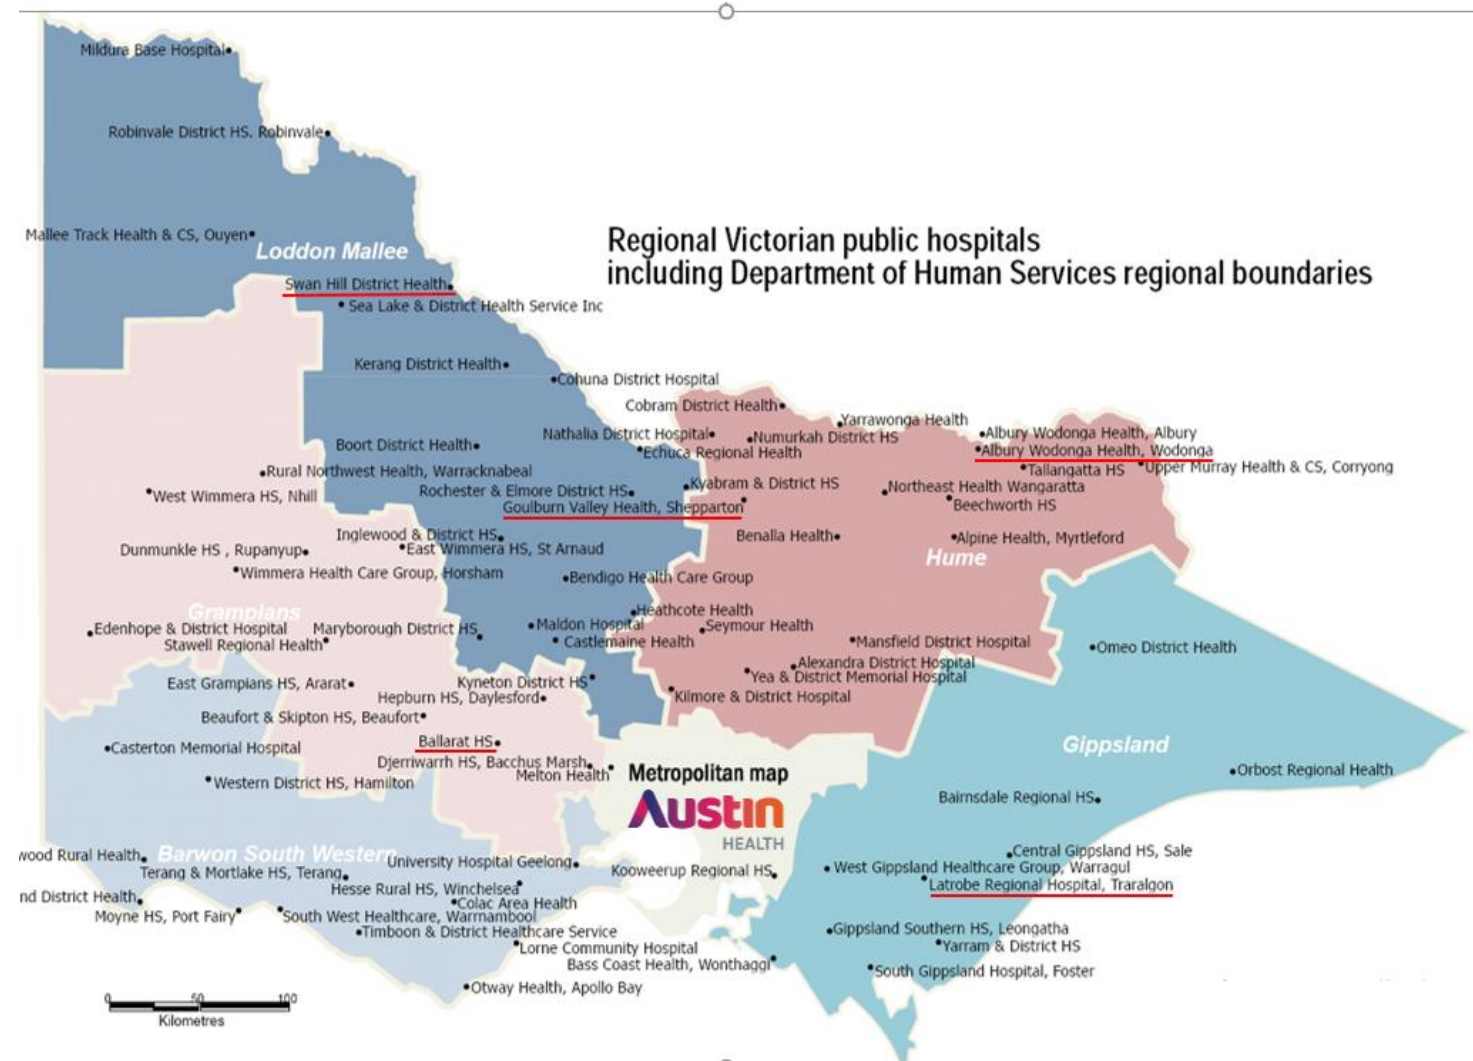 Mildura Base Hospital
Robinvale District HS. Robinvale
Mallee Track Health & CS, Ouyen
Loddon Mallee
Regional Victorian public hospitals
including Department of Human Services regional boundaries
Swan Hill District Health
Sea Lake & District Health Service Inc
Kerang District Health
Cohuna District Hospital
Cobram District Health
Yarrawonga Health
Nathalia District Hospital
Numurkah District HS
Albury Wodonga Health, Albury
Boort District Health
Echuca Regional Health
Albury Wodonga Health, Wodonga
Rural Northwest Health, Warracknabeal
Tallangatta HS
Upper Murray Health & CS, Corryong
West Wimmera HS, Nhill
Rochester & Elmore District HS
Kyabram & District HS
Northeast Health Wangaratta
Goulburn Valley Health, Shepparton
Beechworth HS
Inglewood & District HS
Benalla Health
Alpine Health, Myrtleford
Dunmunkle HS , Rupanyup
East Wimmera HS, St Arnaud
Hume
Wimmera Health Care Group, Horsham
Bendigo Health Care Group
Grampians
Heathcote Health
Edenhope & District Hospital
Maryborough District HS
Maldon Hospital
Seymour Health
Stawell Regional Health
Castlemaine Health
Mansfield District Hospital
Omeo District Health
Alexandra District Hospital
East Grampians HS, Ararat
Kyneton District HS
Yea & District Memorial Hospital
Hepburn HS, Daylesford
Kilmore & District Hospital
Beaufort & Skipton HS, Beaufort
Casterton Memorial Hospital
Ballarat HS
Gippsland
Djerriwarrh HS, Bacchus Marsh
Melton Health
Metropolitan map
Orbost Regional Health
Western District HS, Hamilton
Bairnsdale Regional HS
Austin
HEALTH
wood Rural Health
Barwon South Western
University Hospital Geelong
Central Gippsland HS, Sale
Terang & Mortlake HS, Terang
Kooweerup Regional HS
West Gippsland Healthcare Group, Warragul
Hesse Rural HS, Winchelsea
Latrobe Regional Hospital, Traralgon
nd District Health
Colac Area Health
Moyne HS, Port Fairy
South West Healthcare, Warrnambool
Timboon & District Healthcare Service
Gippsland Southern HS, Leongatha
Lorne Community Hospital
Yarram & District HS
Bass Coast Health, Wonthaggi
South Gippsland Hospital, Foster
Otway Health, Apollo Bay
0 50 100
Kilometres